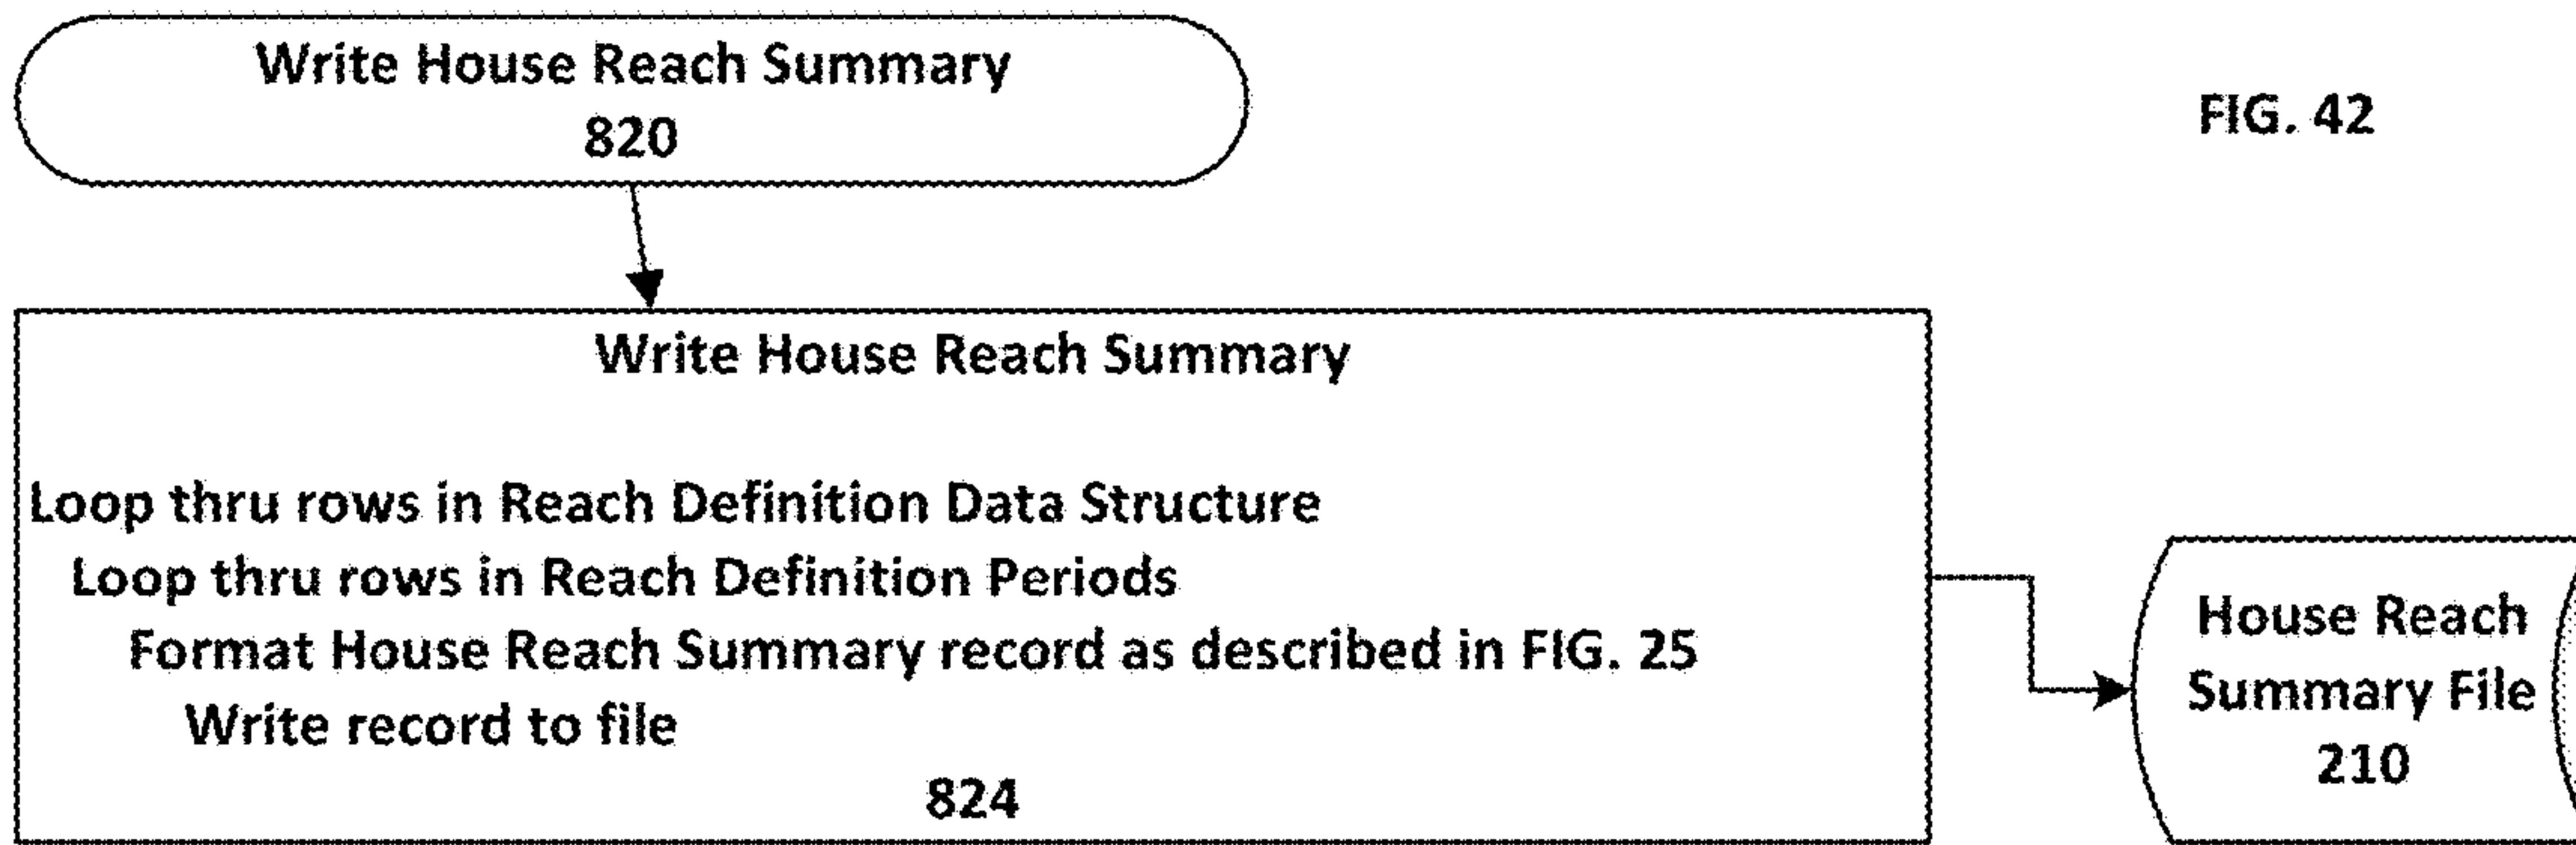 Write House Reach Summary
820
FIG. 42
Write House Reach Summary
Loop thru rows in Reach Definition Data Structure
Loop thru rows in Reach Definition Periods
Format House Reach Summary record as described in FIG. 25
Write record to file
824
House Reach
Summary File
210